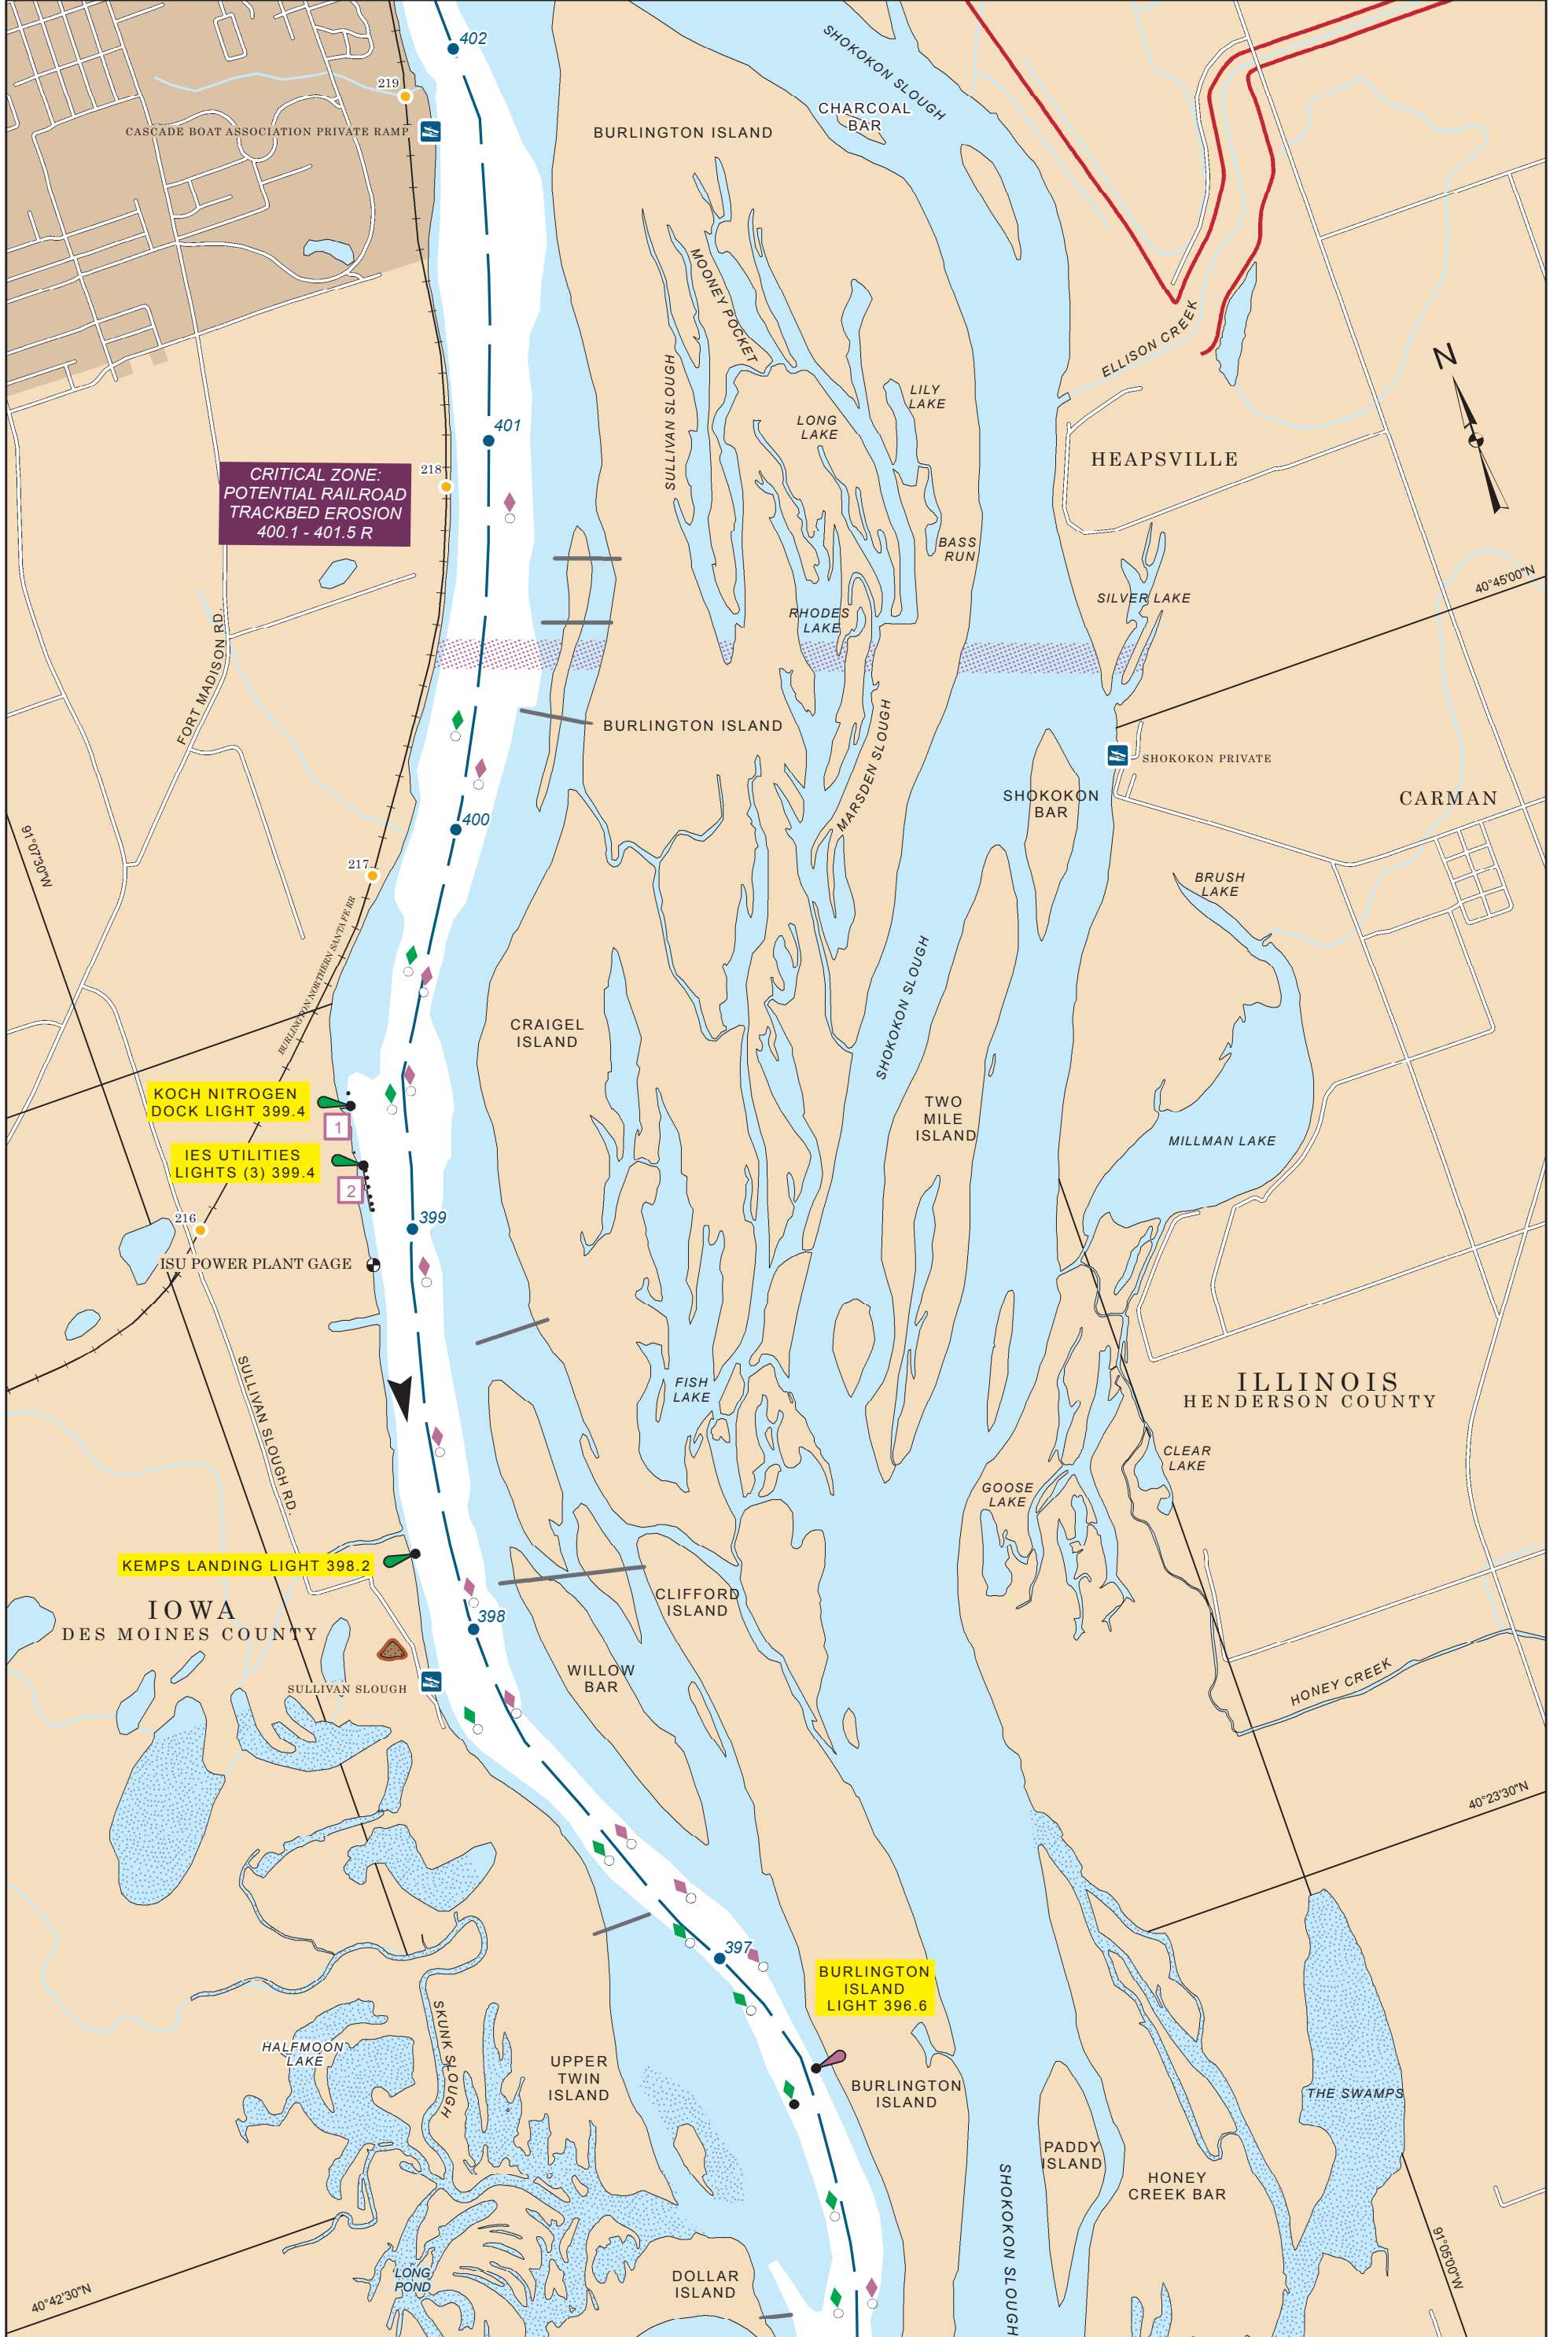 402
SHOKOKON SLOUGH
219
CHARCOAL
BAR
CASCADE BOAT ASSOCIATION PRIVATE RAMP
BURLINGTON ISLAND
MOONEY POCKET
ELLISON CREEK
N
SULLIVAN SLOUGH
LILY
LAKE
LONG
LAKE
401
HEAPSVILLE
218
CRITICAL ZONE:
POTENTIAL RAILROAD
TRACKBED EROSION
400.1 - 401.5 R
BASS
RUN
40°45'00"N
SILVER LAKE
RHODES
LAKE
FORT MADISON RD.
BURLINGTON ISLAND
MARSDEN SLOUGH
SHOKOKON PRIVATE
SHOKOKON
BAR
CARMAN
400
91°07'30"W
217
BRUSH
LAKE
BURLINGTON NORTHERN SANTA FE RR
SHOKOKON SLOUGH
CRAIGEL
ISLAND
KOCH NITROGEN
DOCK LIGHT 399.4
1
TWO
MILE
ISLAND
MILLMAN LAKE
IES UTILITIES
LIGHTS (3) 399.4
2
216
399
ISU POWER PLANT GAGE
SULLIVAN SLOUGH RD.
FISH
LAKE
ILLINOIS
HENDERSON COUNTY
CLEAR
LAKE
GOOSE
LAKE
KEMPS LANDING LIGHT 398.2
CLIFFORD
ISLAND
IOWA
DES MOINES COUNTY
398
WILLOW
BAR
SULLIVAN SLOUGH
HONEY CREEK
40°23'30"N
397
BURLINGTON
ISLAND
LIGHT 396.6
SKUNK SLOUGH
HALFMOON
LAKE
UPPER
TWIN
ISLAND
BURLINGTON
ISLAND
THE SWAMPS
PADDY
ISLAND
HONEY
CREEK BAR
SHOKOKON SLOUGH
91°05'00"W
LONG
POND
DOLLAR
ISLAND
40°42'30"N